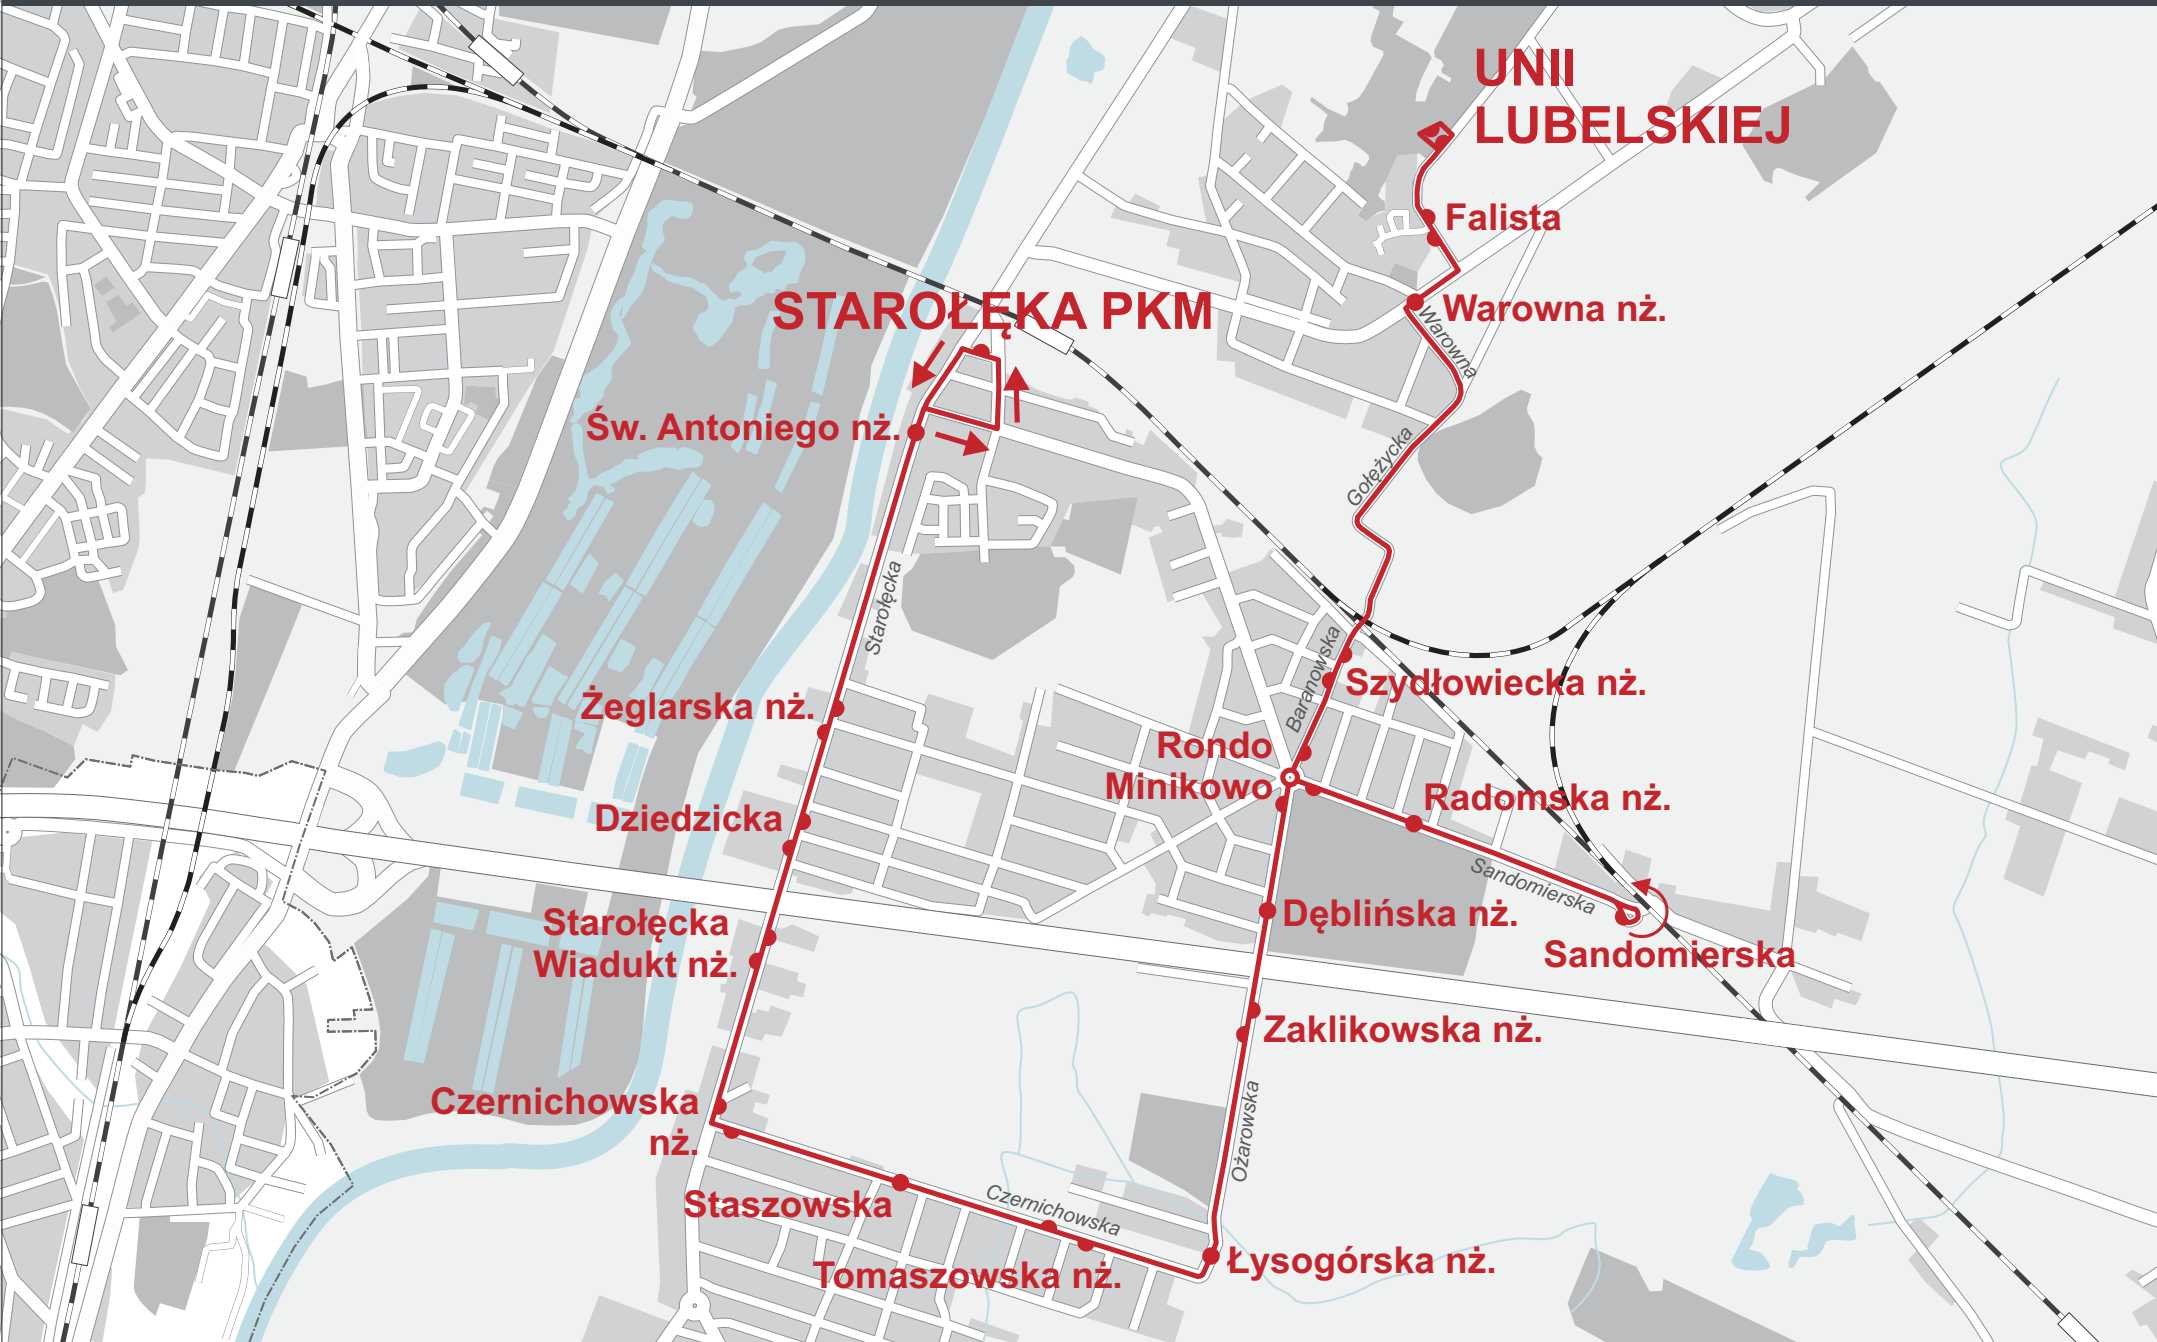 UNII
LUBELSKIEJ
Falista
Warowna nż.
Warowna
STAROŁĘKA PKM
Św. Antoniego nż.
Gołężycka
Starołęcka
Baranowska
Szydłowiecka nż.
Żeglarska nż.
Rondo
Minikowo
Radomska nż.
Dziedzicka
Sandomierska
Starołęcka
Wiadukt nż.
Dęblińska nż.
Sandomierska
Zaklikowska nż.
Czernichowska
nż.
Ożarowska
Staszowska
Czernichowska
Tomaszowska nż.
Łysogórska nż.